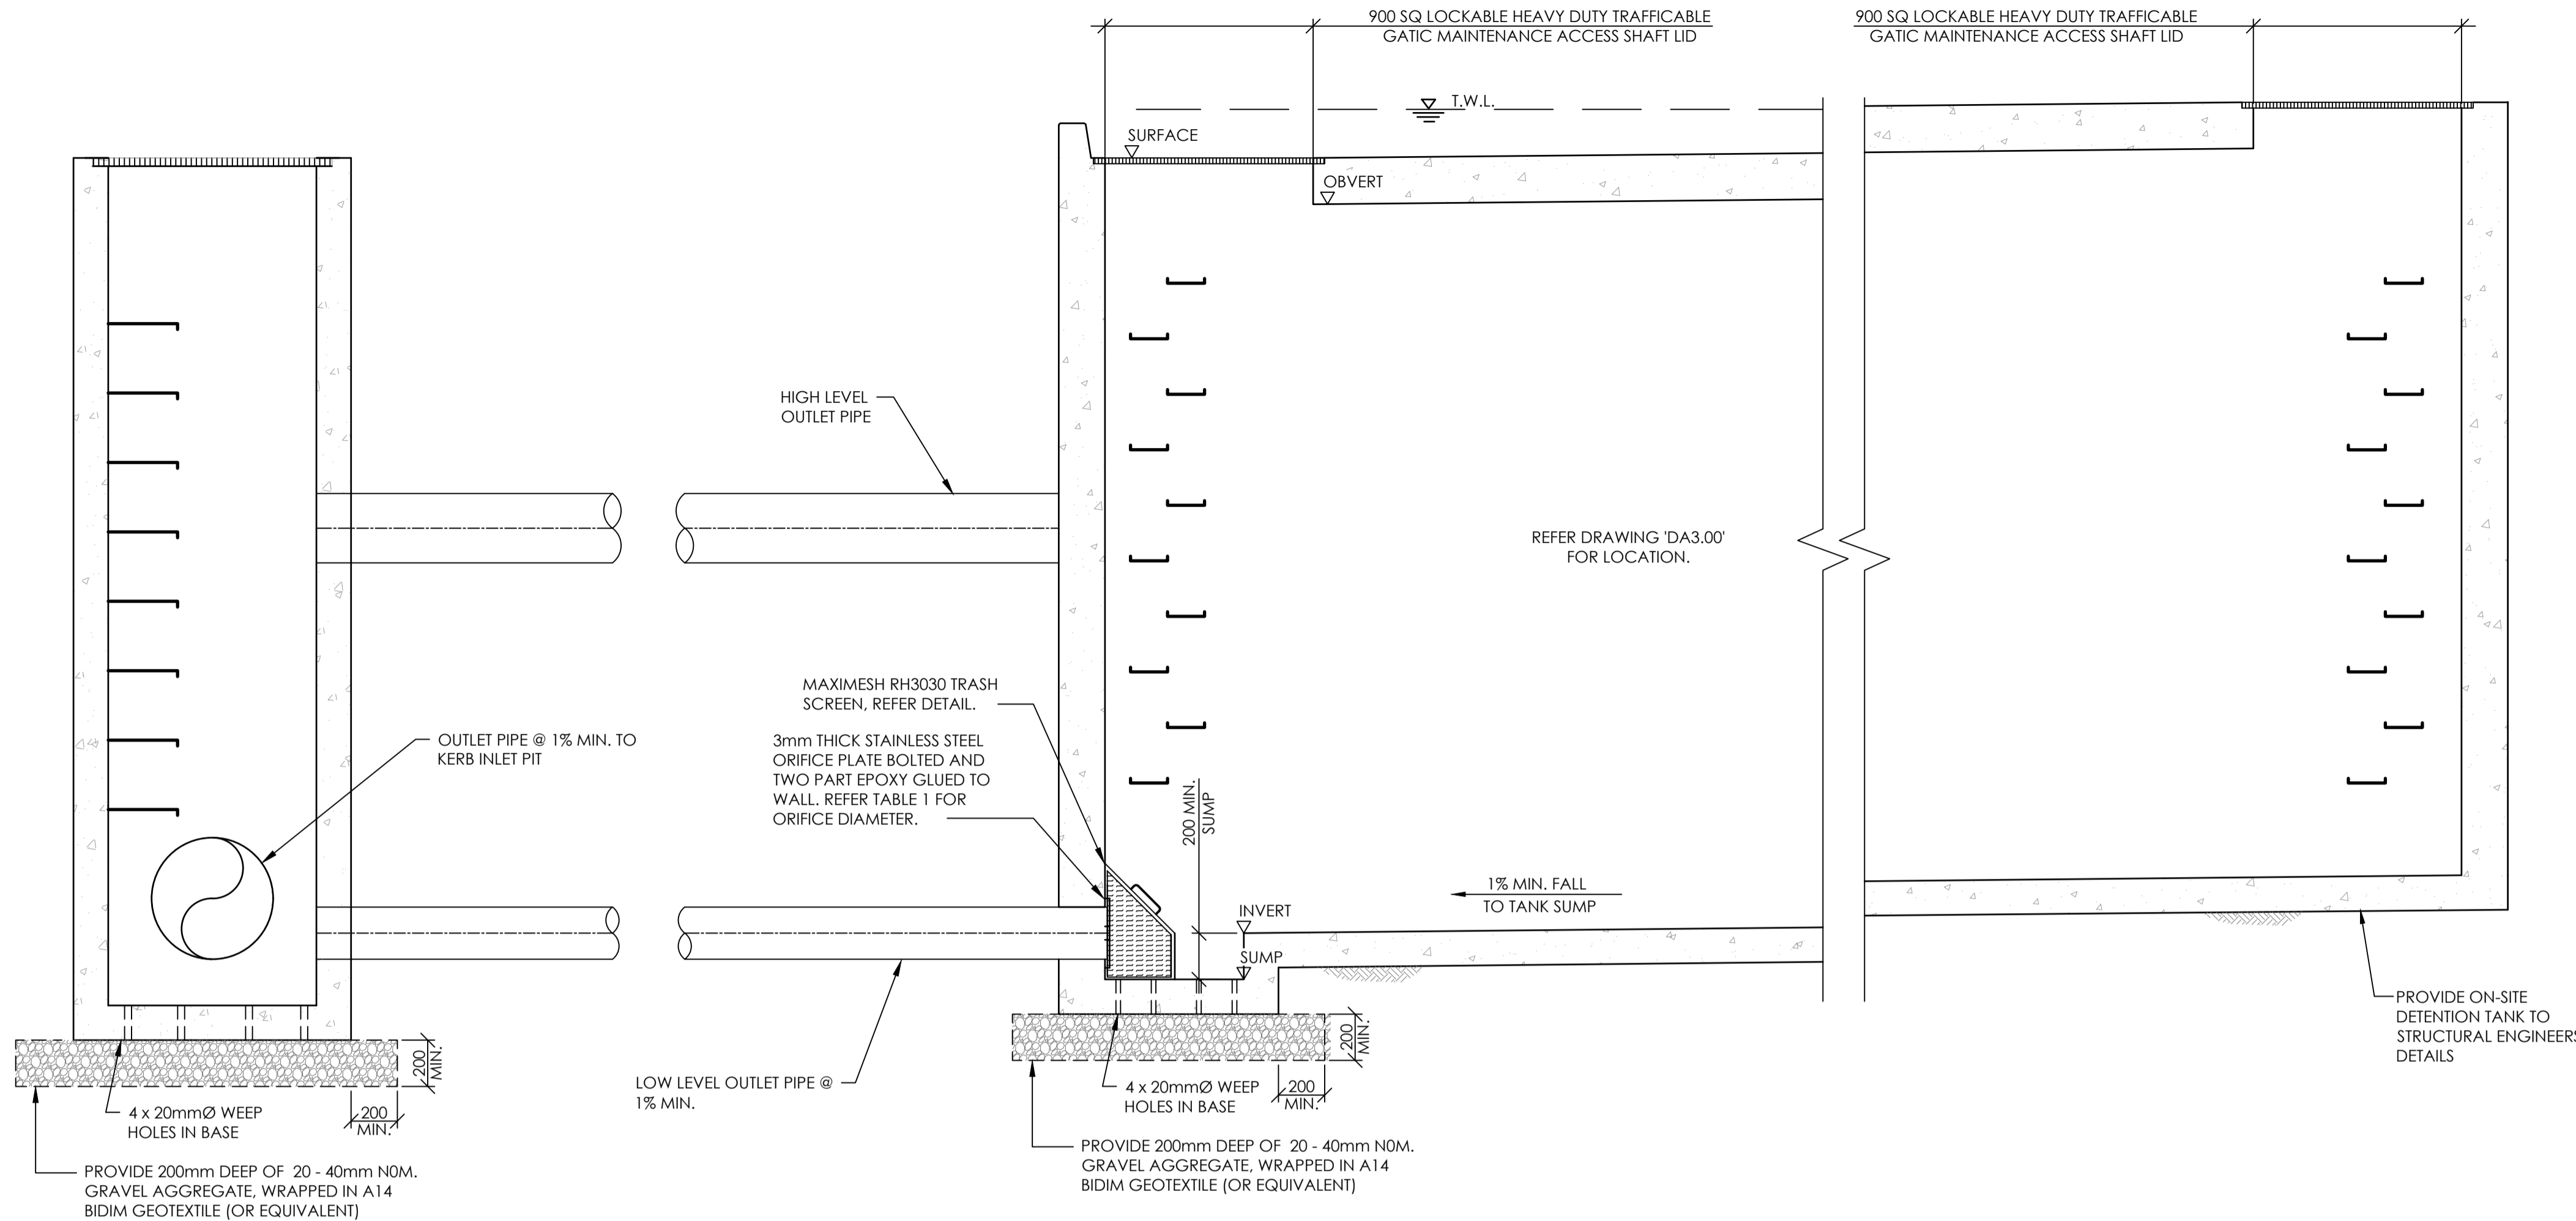 900 SQ LOCKABLE HEAVY DUTY TRAFFICABLE
GATIC MAINTENANCE ACCESS SHAFT LID
900 SQ LOCKABLE HEAVY DUTY TRAFFICABLE
GATIC MAINTENANCE ACCESS SHAFT LID
T.W.L.
SURFACE
OBVERT
HIGH LEVEL
OUTLET PIPE
REFER DRAWING 'DA3.00'
FOR LOCATION.
MAXIMESH RH3030 TRASH
SCREEN, REFER DETAIL.
OUTLET PIPE @ 1% MIN. TO
KERB INLET PIT
3mm THICK STAINLESS STEEL
ORIFICE PLATE BOLTED AND
TWO PART EPOXY GLUED TO
WALL. REFER TABLE 1 FOR
ORIFICE DIAMETER.
200 MIN.
SUMP
1% MIN. FALL
TO TANK SUMP
INVERT
SUMP
PROVIDE ON-SITE
DETENTION TANK TO
STRUCTURAL ENGINEERS
DETAILS
200
MIN.
200
MIN.
LOW LEVEL OUTLET PIPE @
1% MIN.
4 x 20mmØ WEEP
HOLES IN BASE
200
MIN.
4 x 20mmØ WEEP
HOLES IN BASE
200
MIN.
PROVIDE 200mm DEEP OF 20 - 40mm N0M.
GRAVEL AGGREGATE, WRAPPED IN A14
BIDIM GEOTEXTILE (OR EQUIVALENT)
PROVIDE 200mm DEEP OF 20 - 40mm N0M.
GRAVEL AGGREGATE, WRAPPED IN A14
BIDIM GEOTEXTILE (OR EQUIVALENT)